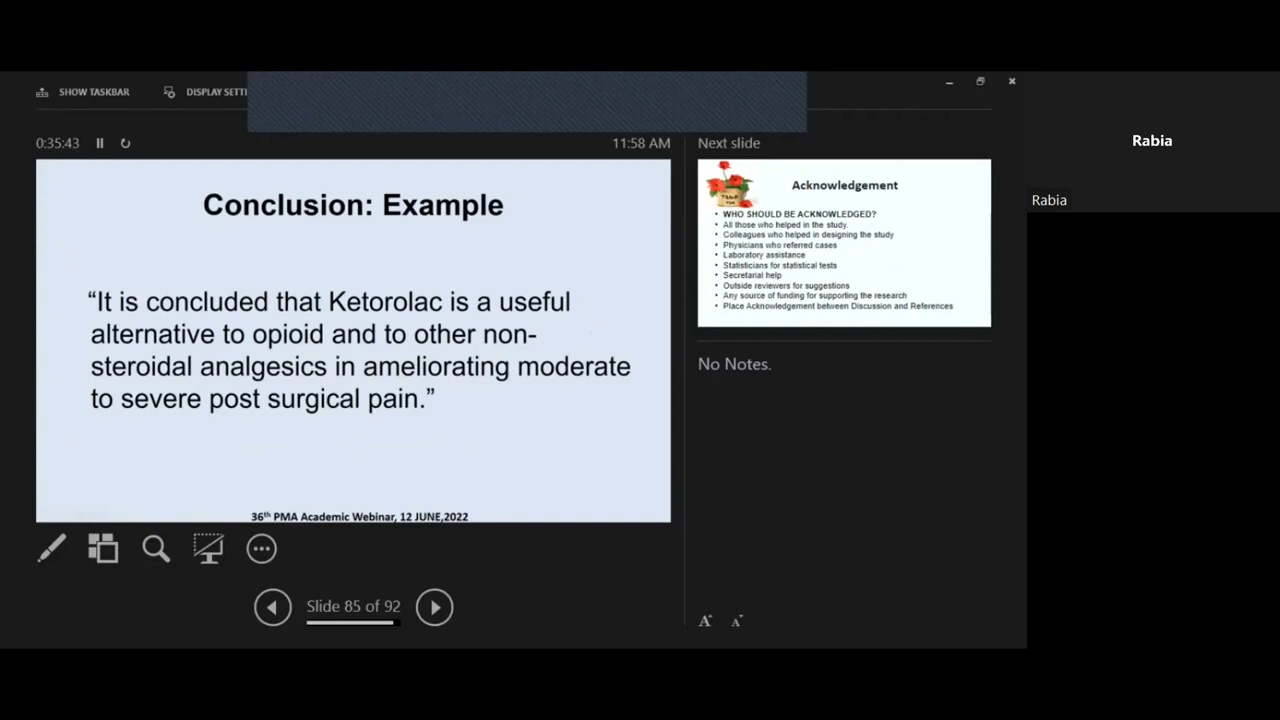 SHOW TASKBAR
DISPLAY SETTI
0:35:43
11:58 AM
Next slide
Rabia
Rabia
Conclusion: Example
“It is concluded that Ketorolac is a useful
alternative to opioid and to other non-
steroidal analgesics in ameliorating moderate
to severe post surgical pain.”
36th PMA Academic Webinar, 12 JUNE,2022
Acknowledgement
• WHO SHOULD BE ACKNOWLEDGED?
• All those who helped in the study.
• Colleagues who helped in designing the study
• Physicians who referred cases
• Laboratory assistance
• Statisticians for statistical tests
• Secretarial help
• Outside reviewers for suggestions
• Any source of funding for supporting the research
• Place Acknowledgement between Discussion and References
No Notes.
Slide 85 of 92
A A